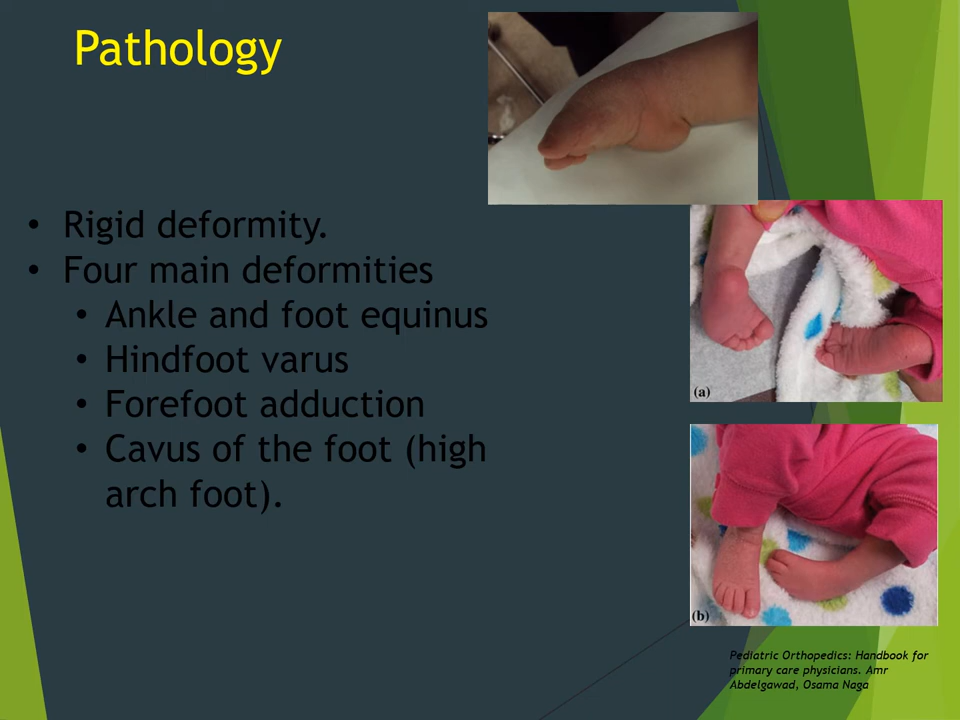 Pathology
• Rigid deformity.
• Four main deformities
• Ankle and foot equinus
• Hindfoot varus
• Forefoot adduction
• Cavus of the foot (high
arch foot).
(a)
(b)
Pediatric Orthopedics: Handbook for
primary care physicians. Amr
Abdelgawad, Osama Naga